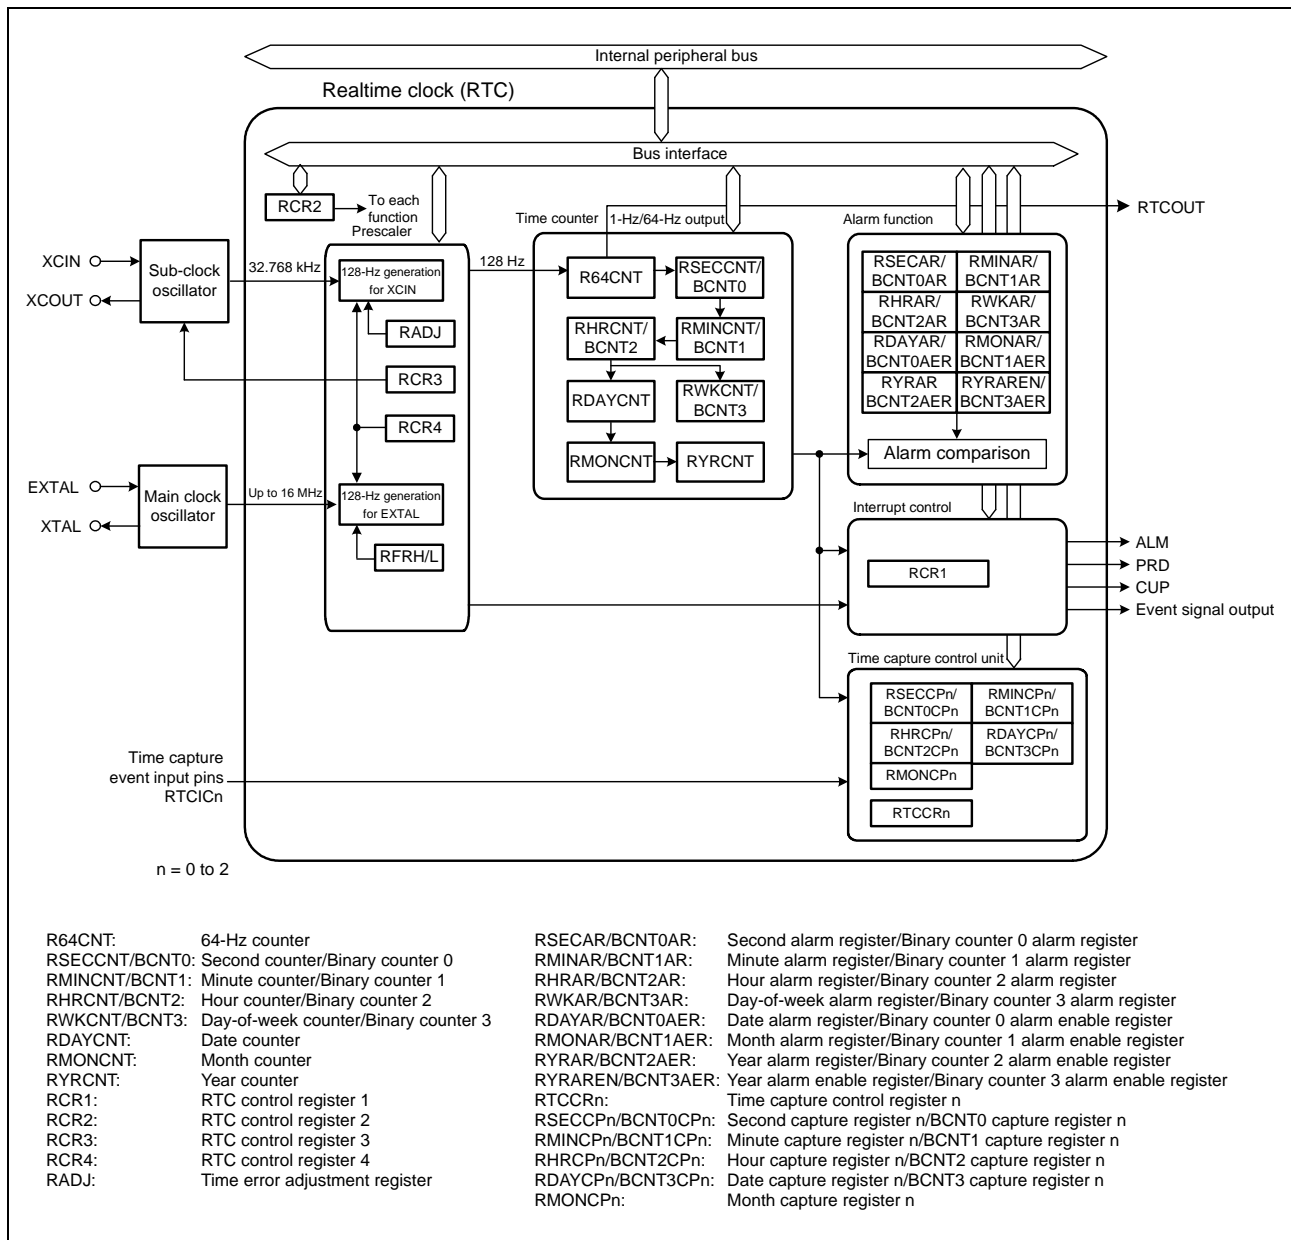 Internal peripheral bus
Realtime clock (RTC)
Bus interface
RCR2
To each
function
Prescaler
Time counter
1-Hz/64-Hz output
Alarm function
RTCOUT
XCIN
XCOUT
Sub-clock
oscillator
32.768 kHz
128-Hz generation
for XCIN
RADJ
RCR3
RCR4
128 Hz
R64CNT
RSECCNT/
BCNT0
RHRCNT/
BCNT2
RMINCNT/
BCNT1
RDAYCNT
RWKCNT/
BCNT3
RMONCNT
RYRCNT
RSECAR/
BCNT0AR
RMINAR/
BCNT1AR
RHRAR/
BCNT2AR
RWKAR/
BCNT3AR
RDAYAR/
BCNT0AER
RMONAR/
BCNT1AER
RYRAR
BCNT2AER
RYRAREN/
BCNT3AER
Alarm comparison
EXTAL
XTAL
Main clock
oscillator
Up to 16 MHz
128-Hz generation
for EXTAL
RFRH/L
Interrupt control
RCR1
ALM
PRD
CUP
Event signal output
Time capture control unit
RSECCPn/
BCNT0CPn
RMINCPn/
BCNT1CPn
RHRCPn/
BCNT2CPn
RDAYCPn/
BCNT3CPn
RMONCPn
RTCCRn
Time capture
event input pins
RTCICn
n = 0 to 2
R64CNT: 64-Hz counter
RSECCNT/BCNT0: Second counter/Binary counter 0
RMINCNT/BCNT1: Minute counter/Binary counter 1
RHRCNT/BCNT2: Hour counter/Binary counter 2
RWKCNT/BCNT3: Day-of-week counter/Binary counter 3
RDAYCNT: Date counter
RMONCNT: Month counter
RYRCNT: Year counter
RCR1: RTC control register 1
RCR2: RTC control register 2
RCR3: RTC control register 3
RCR4: RTC control register 4
RADJ: Time error adjustment register
RSECAR/BCNT0AR: Second alarm register/Binary counter 0 alarm register
RMINAR/BCNT1AR: Minute alarm register/Binary counter 1 alarm register
RHRAR/BCNT2AR: Hour alarm register/Binary counter 2 alarm register
RWKAR/BCNT3AR: Day-of-week alarm register/Binary counter 3 alarm register
RDAYAR/BCNT0AER: Date alarm register/Binary counter 0 alarm enable register
RMONAR/BCNT1AER: Month alarm register/Binary counter 1 alarm enable register
RYRAR/BCNT2AER: Year alarm register/Binary counter 2 alarm enable register
RYRAREN/BCNT3AER: Year alarm enable register/Binary counter 3 alarm enable register
RTCCRn: Time capture control register n
RSECCPn/BCNT0CPn: Second capture register n/BCNT0 capture register n
RMINCPn/BCNT1CPn: Minute capture register n/BCNT1 capture register n
RHRCPn/BCNT2CPn: Hour capture register n/BCNT2 capture register n
RDAYCPn/BCNT3CPn: Date capture register n/BCNT3 capture register n
RMONCPn: Month capture register n